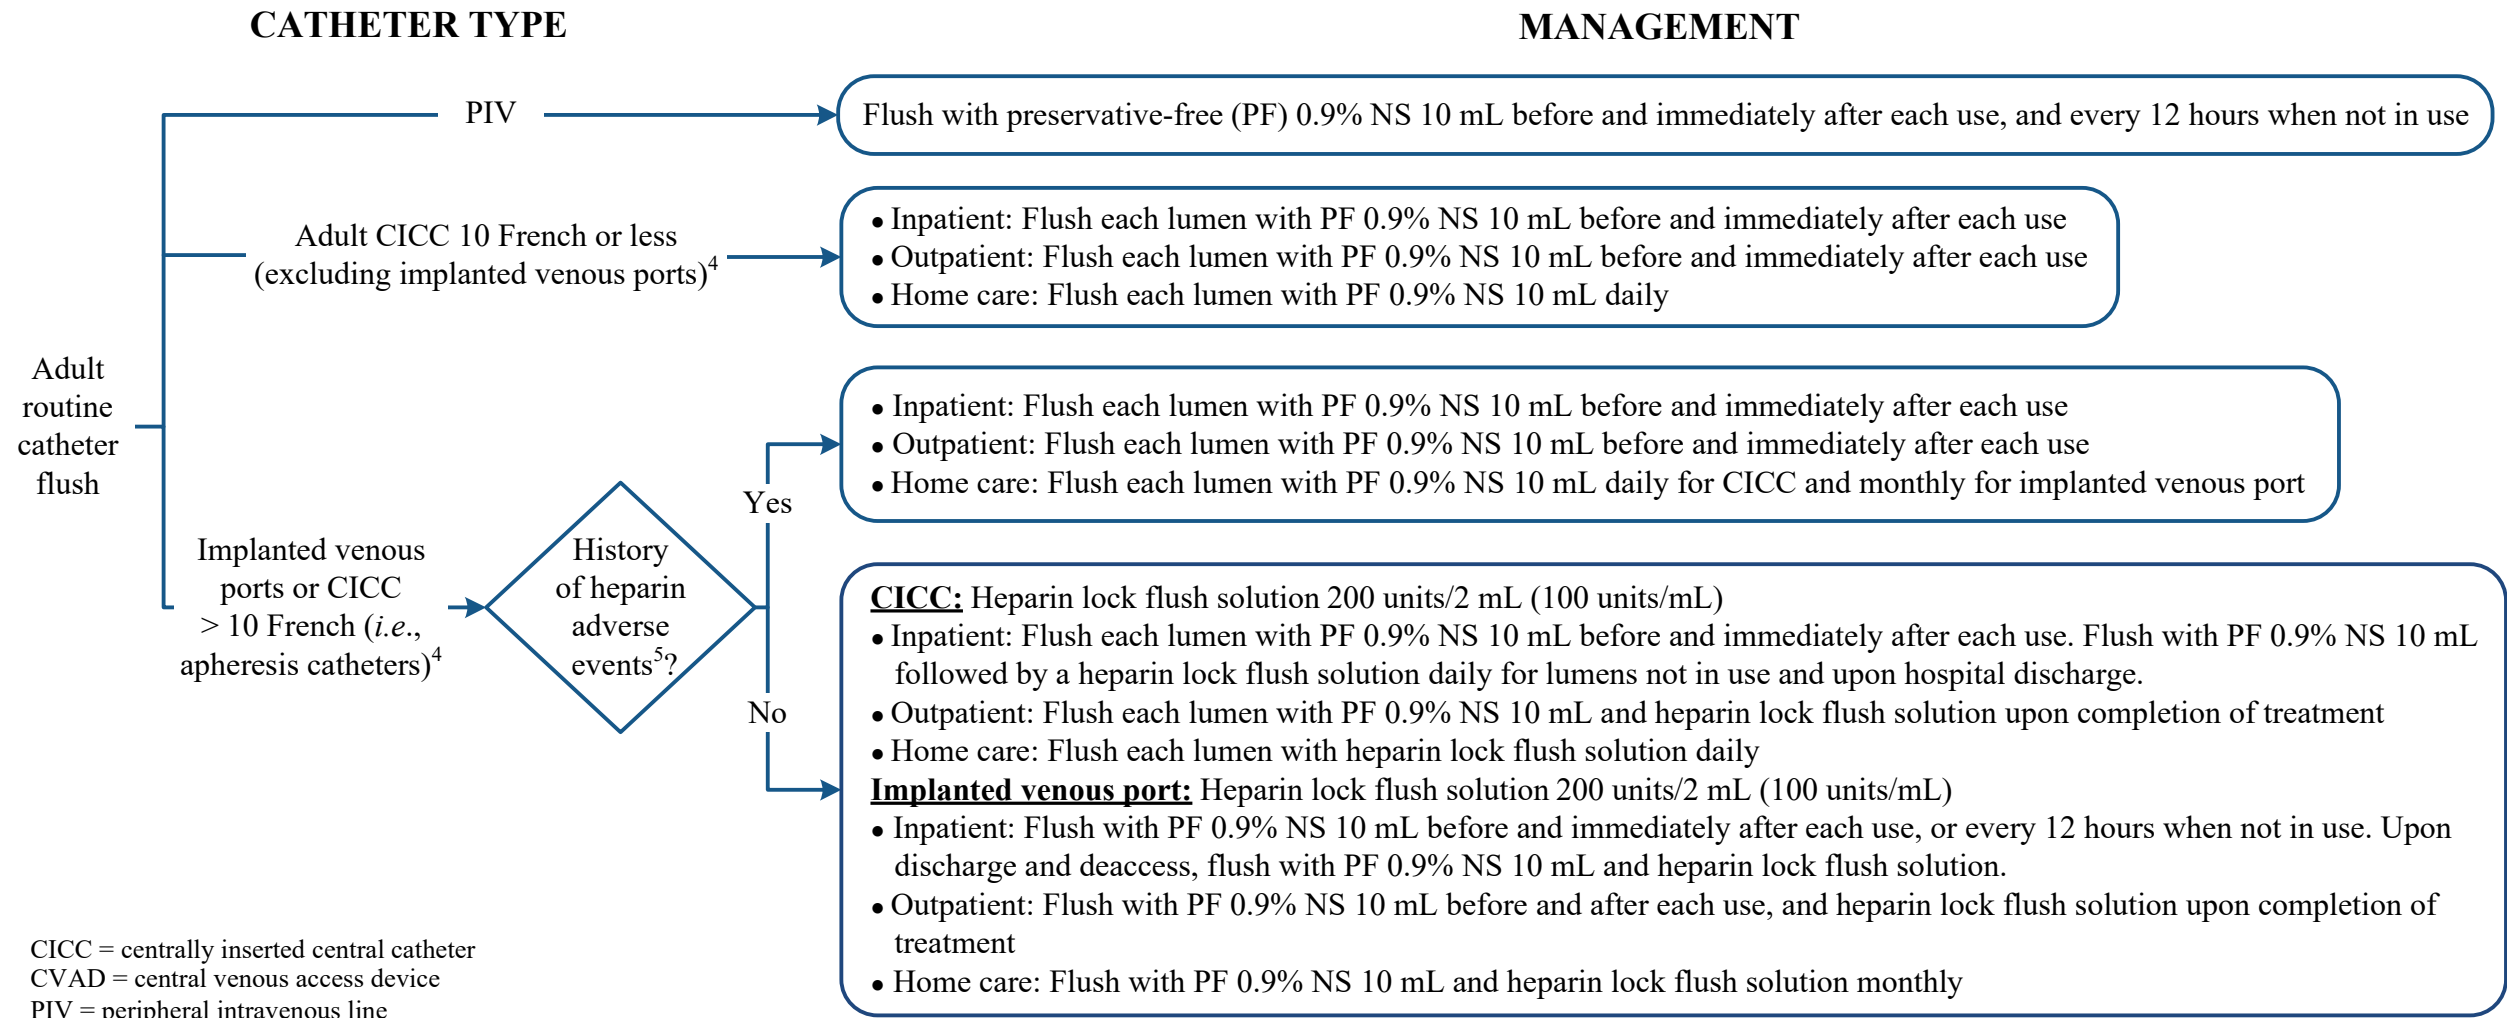 CATHETER TYPE
MANAGEMENT
PIV
Flush with preservative-free (PF) 0.9% NS 10 mL before and immediately after each use, and every 12 hours when not in use
Adult CICC 10 French or less
(excluding implanted venous ports)4
• Inpatient: Flush each lumen with PF 0.9% NS 10 mL before and immediately after each use
• Outpatient: Flush each lumen with PF 0.9% NS 10 mL before and immediately after each use
• Home care: Flush each lumen with PF 0.9% NS 10 mL daily
Adult
routine
catheter
flush
Implanted venous
ports or CICC
> 10 French (i.e.,
apheresis catheters)4
History
of heparin
adverse
events5?
Yes
• Inpatient: Flush each lumen with PF 0.9% NS 10 mL before and immediately after each use
• Outpatient: Flush each lumen with PF 0.9% NS 10 mL before and immediately after each use
• Home care: Flush each lumen with PF 0.9% NS 10 mL daily for CICC and monthly for implanted venous port
No
CICC: Heparin lock flush solution 200 units/2 mL (100 units/mL)
• Inpatient: Flush each lumen with PF 0.9% NS 10 mL before and immediately after each use. Flush with PF 0.9% NS 10 mL
followed by a heparin lock flush solution daily for lumens not in use and upon hospital discharge.
• Outpatient: Flush each lumen with PF 0.9% NS 10 mL and heparin lock flush solution upon completion of treatment
• Home care: Flush each lumen with heparin lock flush solution daily
Implanted venous port: Heparin lock flush solution 200 units/2 mL (100 units/mL)
• Inpatient: Flush with PF 0.9% NS 10 mL before and immediately after each use, or every 12 hours when not in use. Upon
discharge and deaccess, flush with PF 0.9% NS 10 mL and heparin lock flush solution.
• Outpatient: Flush with PF 0.9% NS 10 mL before and after each use, and heparin lock flush solution upon completion of
treatment
• Home care: Flush with PF 0.9% NS 10 mL and heparin lock flush solution monthly
CICC = centrally inserted central catheter
CVAD = central venous access device
PIV = peripheral intravenous line